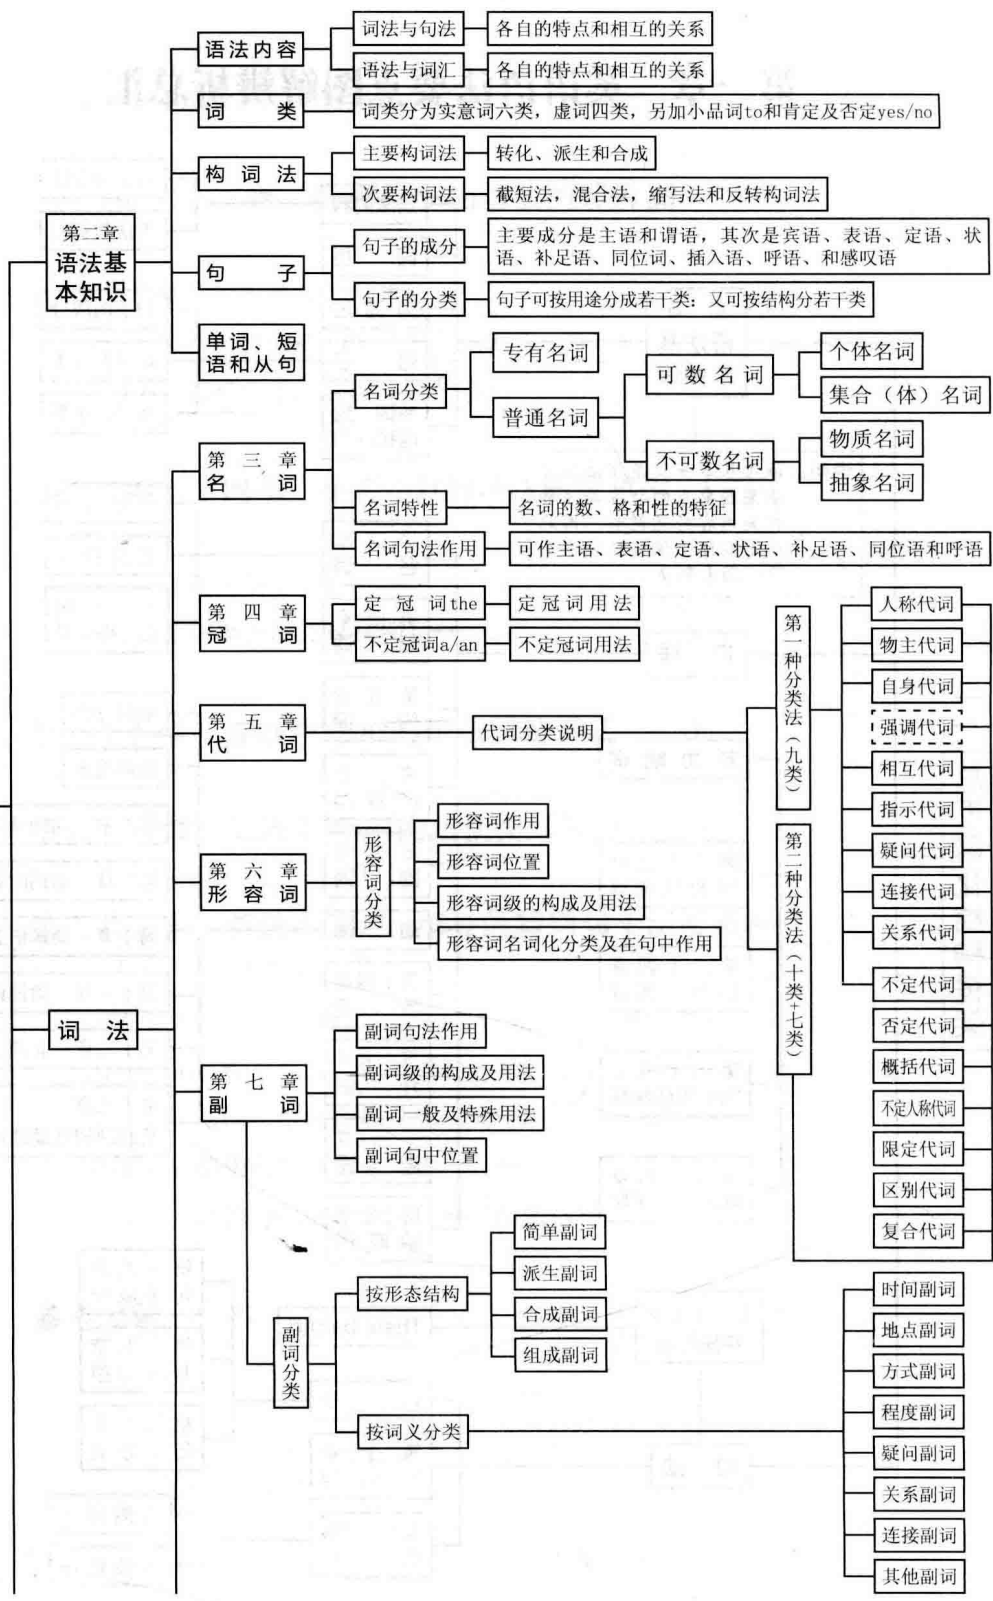 词法与句法
各自的特点和相互的关系
语法内容
语法与词汇
各自的特点和相互的关系
词类
词类分为实意词六类，虚词四类，另加小品词to和肯定及否定yes/no
构词法
主要构词法
转化、派生和合成
次要构词法
截短法，混合法，缩写法和反转构词法
第二章
语法基
本知识
句子
句子的成分
主要成分是主语和谓语，其次是宾语、表语、定语、状
语、补足语、同位词、插入语、呼语、和感叹语
句子的分类
句子可按用途分成若干类：又可按结构分若干类
单词、短
语和从句
第三章
名词
名词分类
专有名词
普通名词
可数名词
个体名词
集合（体）名词
不可数名词
物质名词
抽象名词
名词特性
名词的数、格和性的特征
名词句法作用
可作主语、表语、定语、状语、补足语、同位语和呼语
第四章
冠词
定冠词the
定冠词用法
不定冠词a/an
不定冠词用法
第五章
代词
代词分类说明
第一种分类法（九类）
第二种分类法（十类+七类）
人称代词
物主代词
自身代词
强调代词
相互代词
指示代词
疑问代词
连接代词
关系代词
不定代词
否定代词
概括代词
不定人称代词
限定代词
区别代词
复合代词
第六章
形容词
形容词分类
形容词作用
形容词位置
形容词级的构成及用法
形容词名词化分类及在句中作用
词法
第七章
副词
副词句法作用
副词级的构成及用法
副词一般及特殊用法
副词句中位置
副词分类
按形态结构
简单副词
派生副词
合成副词
组成副词
按词义分类
时间副词
地点副词
方式副词
程度副词
疑问副词
关系副词
连接副词
其他副词